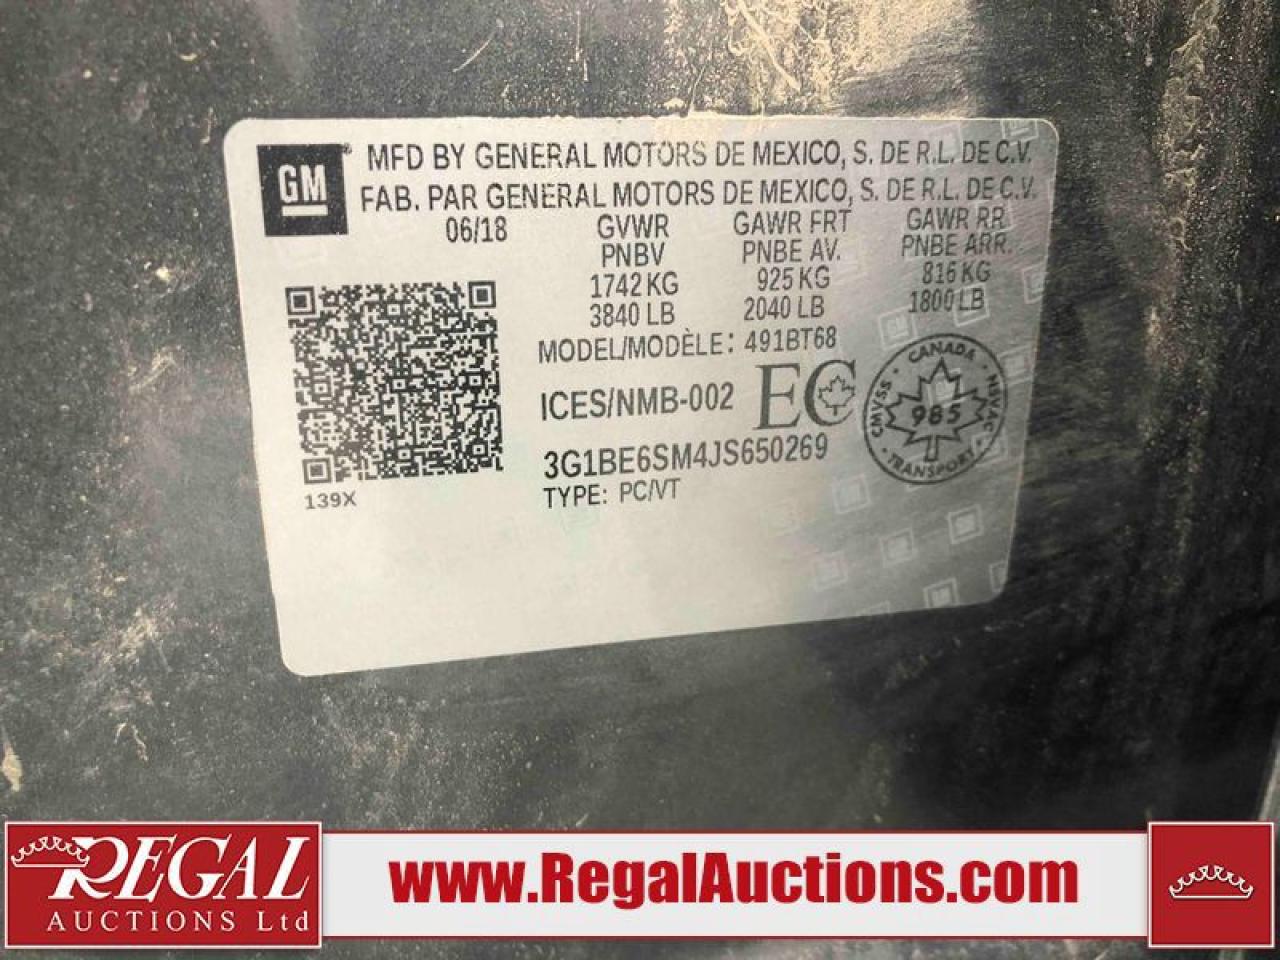 GM
MFD BY GENERAL MOTORS DE MEXICO, S. DE R.L. DE C.V.
FAB. PAR GENERAL MOTORS DE MEXICO, S. DE R.L. DE C.V.
06/18 GVWR GAWR FRT GAWR RR
PNBV PNBE AV. PNBE ARR.
1742 KG 925 KG 816 KG
3840 LB 2040 LB 1800 LB
MODEL/MODÈLE: 491BT68
ICES/NMB-002 EC
CANADA
CMVSS 985 NSVAC
TRANSPORT
3G1BE6SM4JS650269
TYPE: PC/VT
139X
REGAL
AUCTIONS Ltd
www.RegalAuctions.com